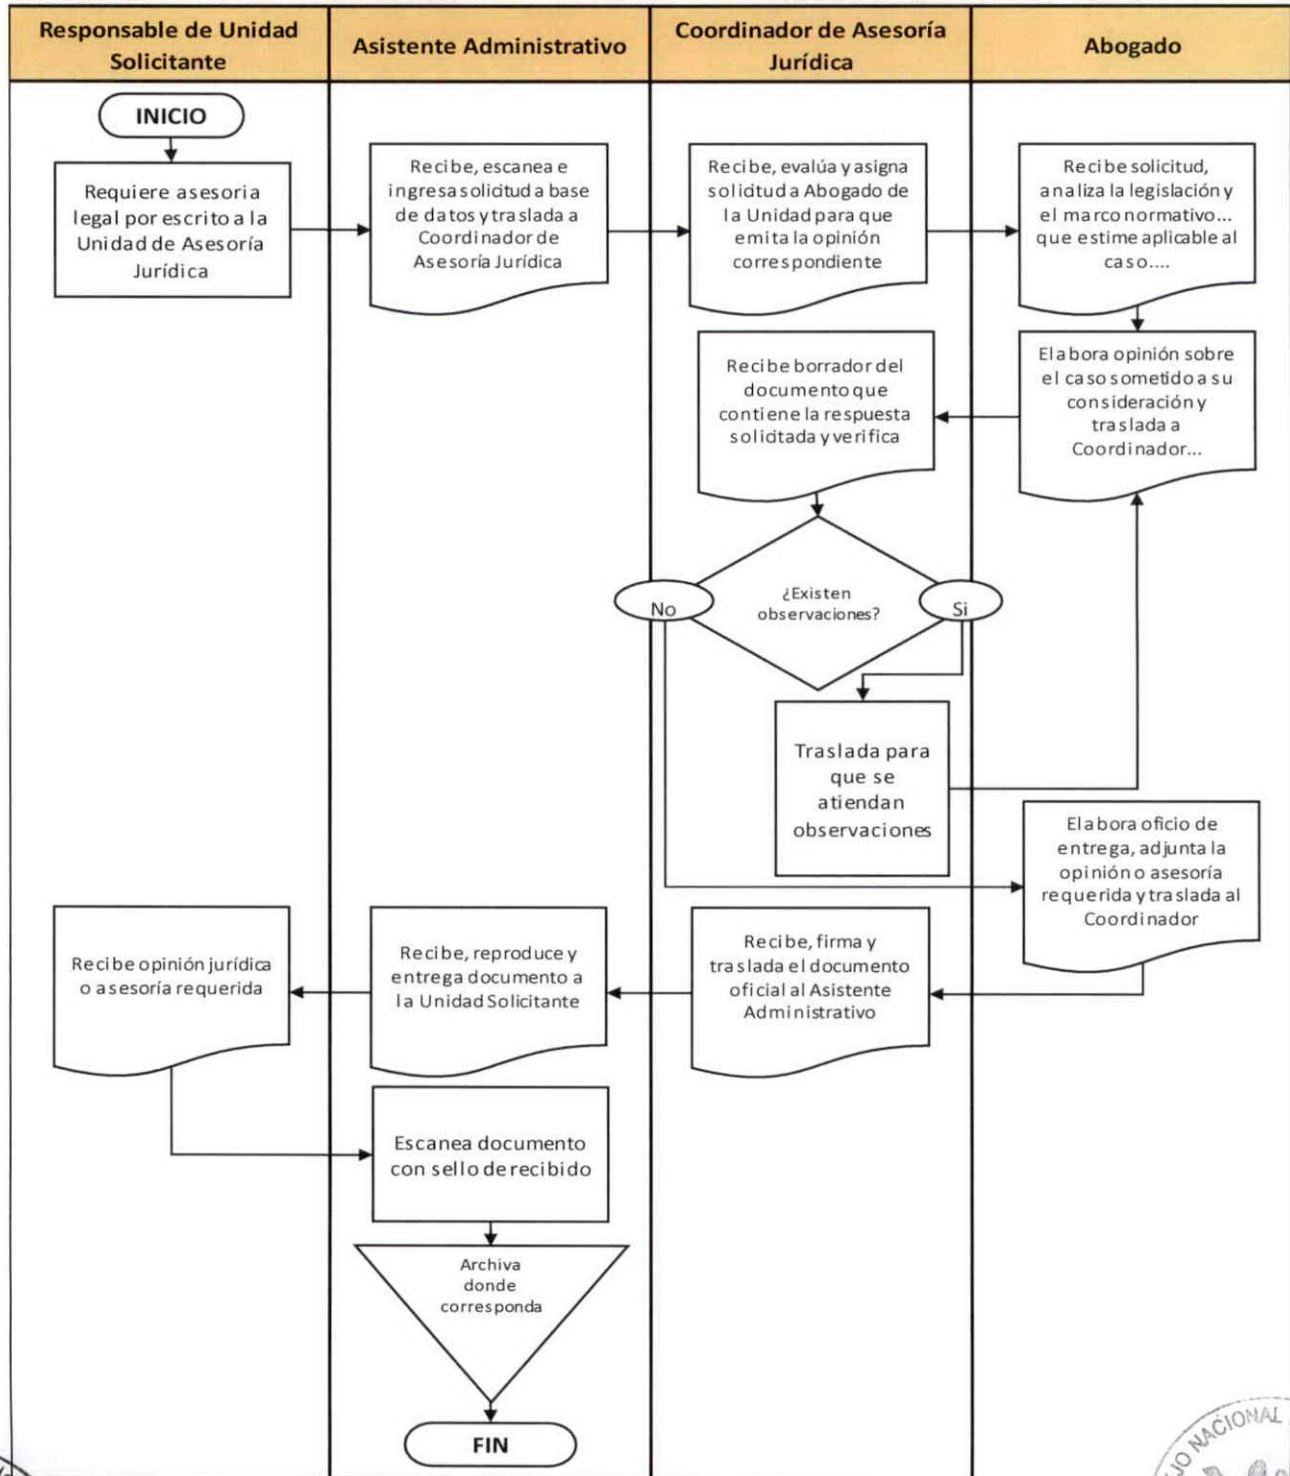 Responsable de Unidad
Solicitante
Asistente Administrativo
Coordinador de Asesoría
Jurídica
Abogado
INICIO
Requiere asesoria
legal por escrito a la
Unidad de Asesoría
Jurídica
Recibe, escanea e
ingresa solicitud a base
de datos y traslada a
Coordinador de
Asesoría Jurídica
Recibe, evalúa y asigna
solicitud a Abogado de
la Unidad para que
emita la opinión
correspondiente
Recibe solicitud,
analiza la legislación y
el marco normativo...
que estime aplicable al
caso....
Elabora opinión sobre
el caso sometido a su
consideración y
traslada a
Coordinador...
Recibe borrador del
documento que
contiene la respuesta
solicitada y verifica
¿Existen
observaciones?
No
Si
Traslada para
que se
atiendan
observaciones
Elabora oficio de
entrega, adjunta la
opinión o asesoría
requerida y traslada al
Coordinador
Recibe, firma y
traslada el documento
oficial al Asistente
Administrativo
Recibe, reproduce y
entrega documento a
la Unidad Solicitante
Recibe opinión jurídica
o asesoría requerida
Escanea documento
con sello de recibido
Archiva
donde
corresponda
FIN
NACIONAL